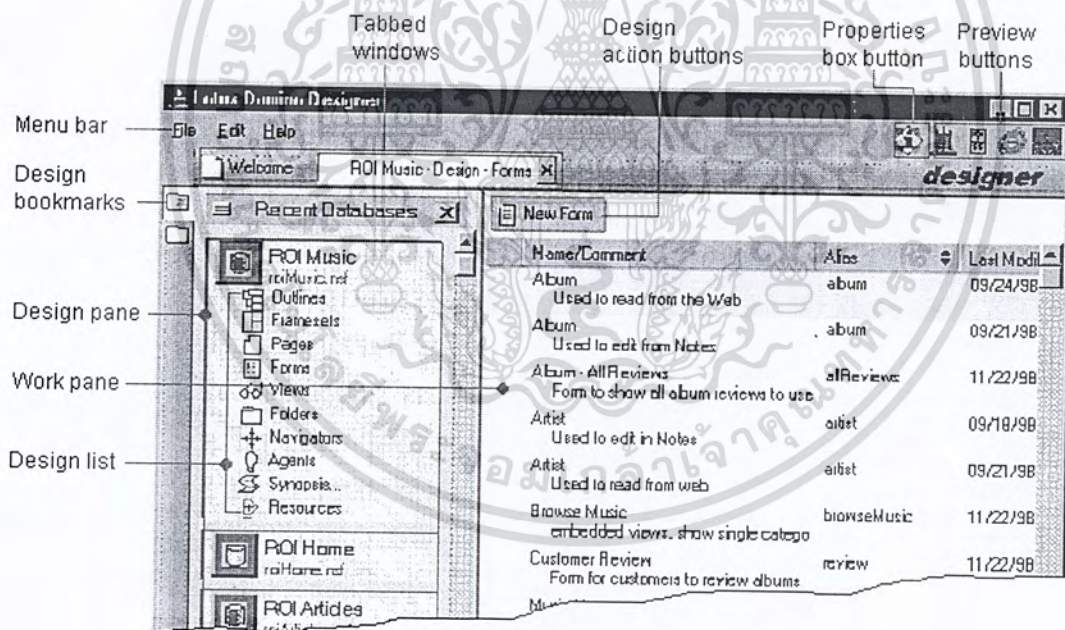 Tabbed windows
Design action buttons
Properties box button
Preview buttons
Menu bar
Design bookmarks
Design pane
Work pane
Design list
Lotus Domino Designer
File Edit Help
Welcome
ROI Music - Design - Forms
designer
Recent Databases
New Form
ROI Music
roiMusic.nsf
Outlines
Framesets
Pages
Forms
Views
Folders
Navigators
Agents
Synopsis...
Resources
ROI Home
roiHome.nsf
ROI Articles
Name/Comment Alias Last Modif
Album album 09/24/98
Used to read from the Web
Album album 09/21/98
Used to edit from Notes
Album - All Reviews allReviews 11/22/98
Form to show all album reviews to use
Artist artist 09/18/98
Used to edit in Notes
Artist artist 09/21/98
Used to read from web
Browse Music browseMusic 11/22/98
embedded views, show single catego
Customer Review review 11/22/98
Form for customers to review albums